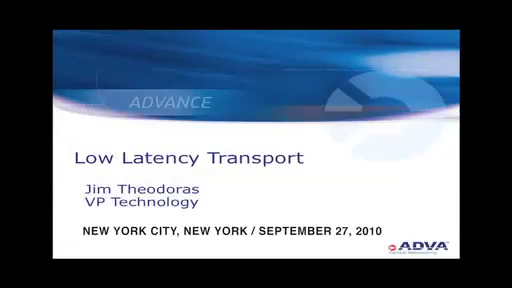 ADVANCE
Low Latency Transport
Jim Theodoras
VP Technology
NEW YORK CITY, NEW YORK / SEPTEMBER 27, 2010
ADVA